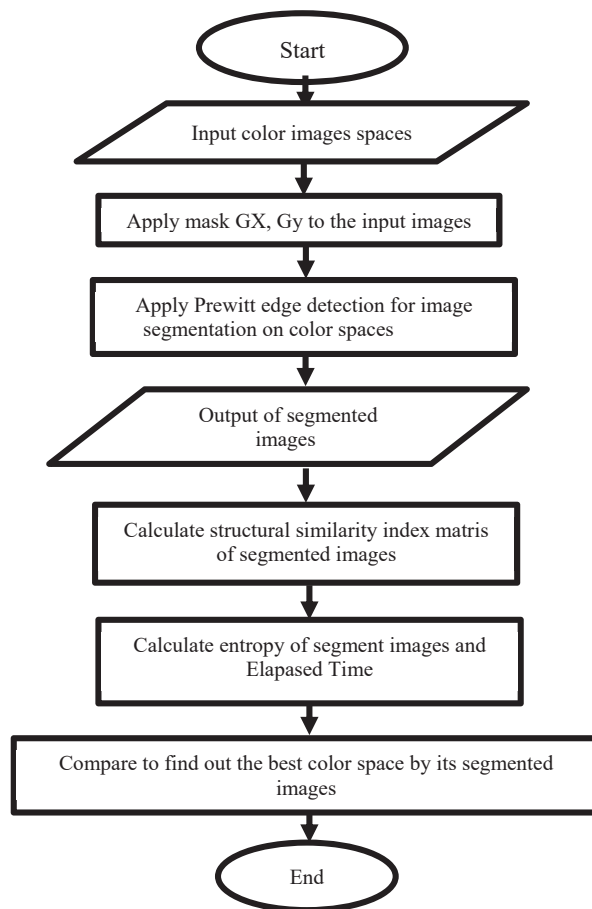 Start
Input color images spaces
Apply mask GX, Gy to the input images
Apply Prewitt edge detection for image
segmentation on color spaces
Output of segmented
images
Calculate structural similarity index matris
of segmented images
Calculate entropy of segment images and
Elapased Time
Compare to find out the best color space by its segmented
images
End